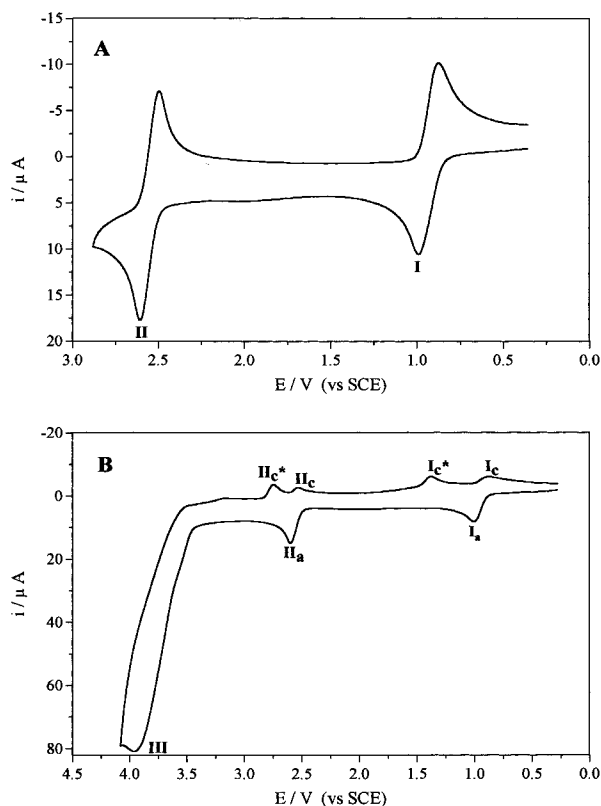 A
i / μ A
-15
-10
-5
0
5
10
15
20
I
II
3.0 2.5 2.0 1.5 1.0 0.5 0.0
E / V (vs SCE)
B
i / μ A
-20
0
20
40
60
80
II_c* II_c I_c* I_c
II_a I_a
III
4.5 4.0 3.5 3.0 2.5 2.0 1.5 1.0 0.5 0.0
E / V (vs SCE)